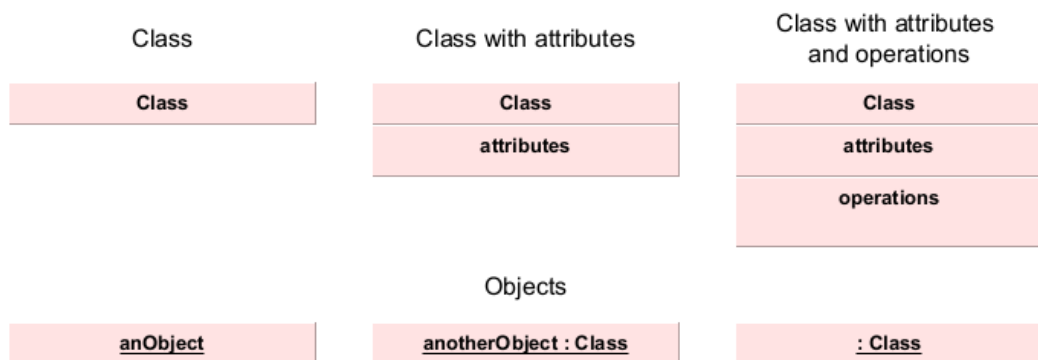 Class
Class with attributes
Class with attributes
and operations
Class
Class
attributes
Class
attributes
operations
Objects
anObject
anotherObject : Class
: Class